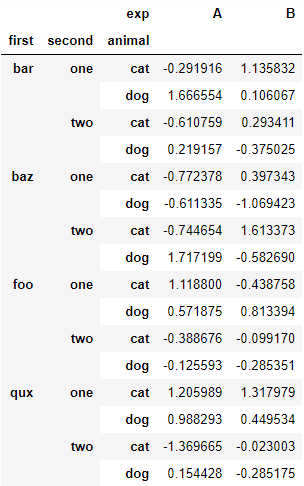 exp A B
first second animal
bar one cat -0.291916 1.135832
dog 1.666554 0.106067
two cat -0.610759 0.293411
dog 0.219157 -0.375025
baz one cat -0.772378 0.397343
dog -0.611335 -1.069423
two cat -0.744654 1.613373
dog 1.717199 -0.582690
foo one cat 1.118800 -0.438758
dog 0.571875 0.813394
two cat -0.388676 -0.099170
dog -0.125593 -0.285351
qux one cat 1.205989 1.317979
dog 0.988293 0.449534
two cat -1.369665 -0.023003
dog 0.154428 -0.285175